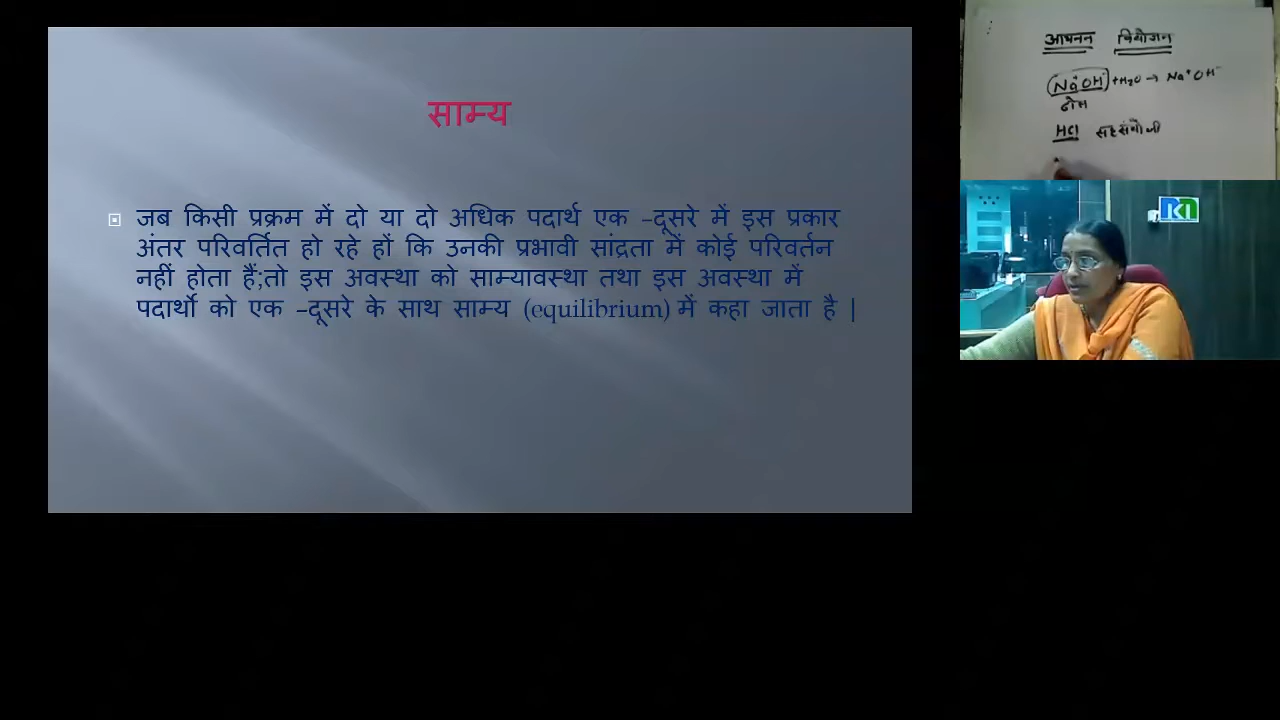 साम्य
जब किसी प्रक्रम में दो या दो अधिक पदार्थ एक –दूसरे में इस प्रकार
अंतर परिवर्तित हो रहे हों कि उनकी प्रभावी सांद्रता में कोई परिवर्तन
नहीं होता हैं;तो इस अवस्था को साम्यावस्था तथा इस अवस्था में
पदार्थो को एक –दूसरे के साथ साम्य (equilibrium) में कहा जाता है |
वियोजन
NaOH + H₂O → Na⁺ OH⁻
ठोस
HCl सहसंयोजी